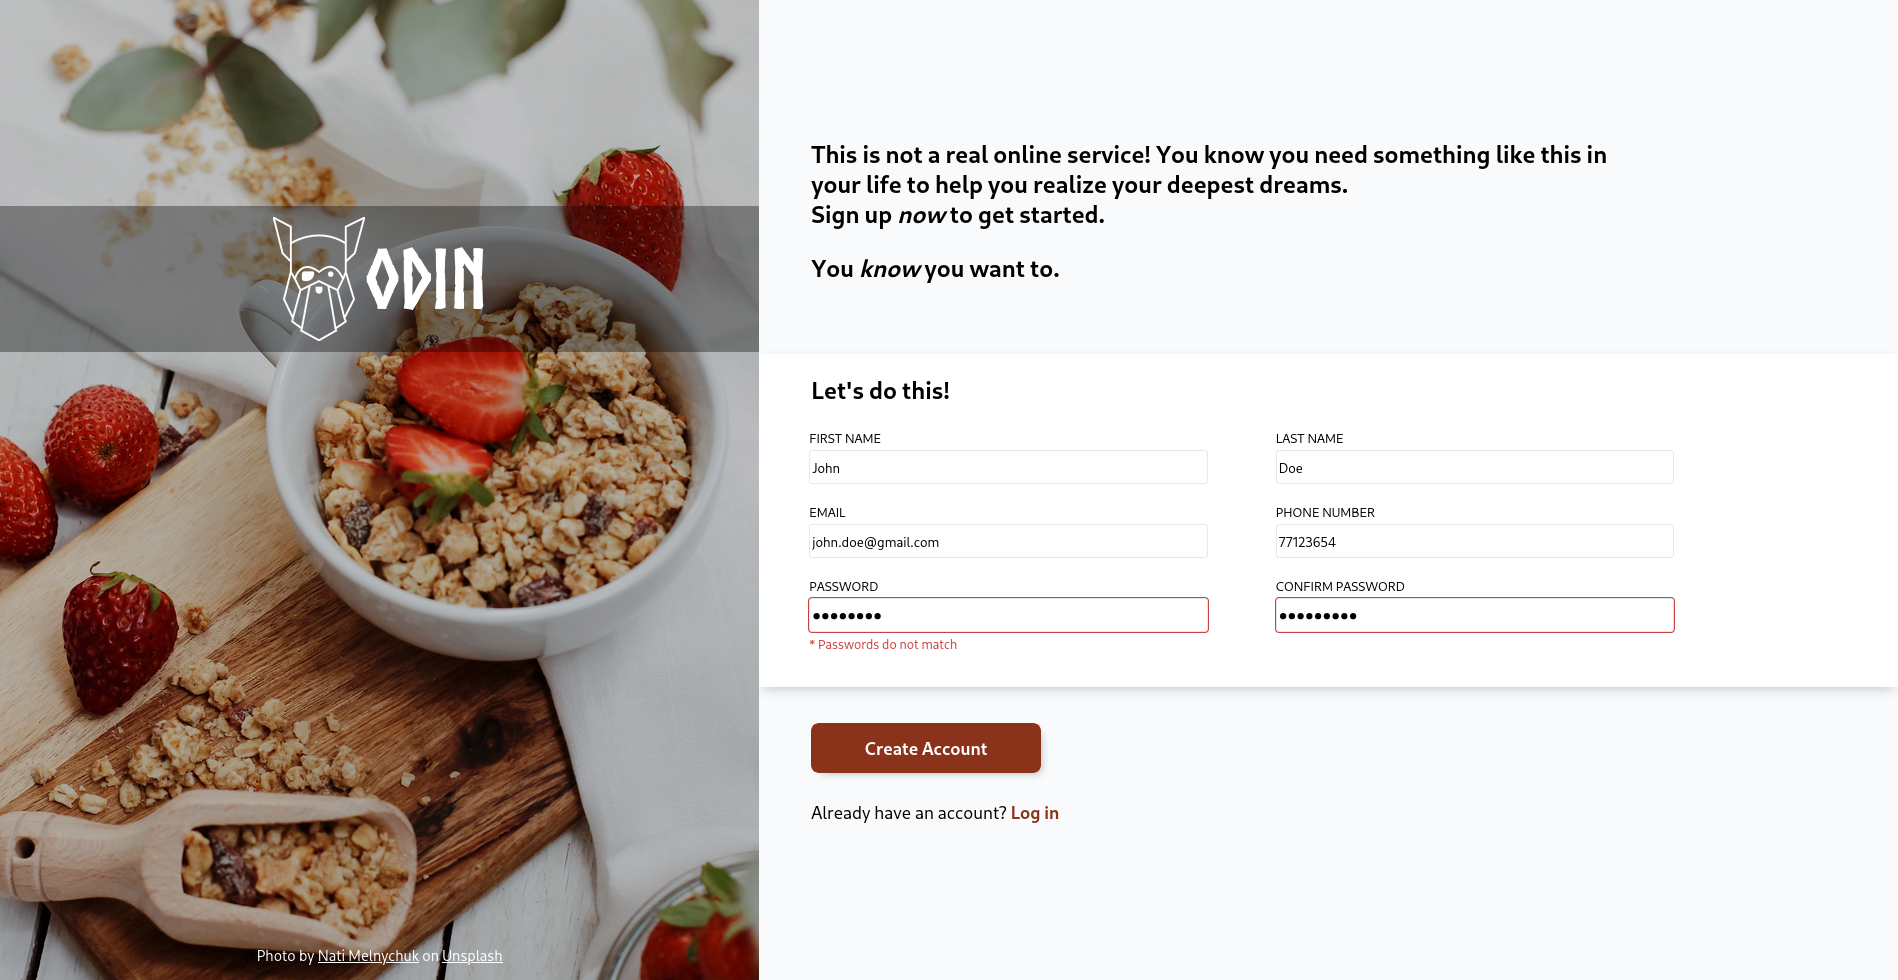 ODIN
Photo by Nati Melnychuk on Unsplash
This is not a real online service! You know you need something like this in
your life to help you realize your deepest dreams.
Sign up now to get started.
You know you want to.
Let's do this!
FIRST NAME
John
LAST NAME
Doe
EMAIL
john.doe@gmail.com
PHONE NUMBER
77123654
PASSWORD
●●●●●●●●
CONFIRM PASSWORD
●●●●●●●●●
* Passwords do not match
Create Account
Already have an account? Log in